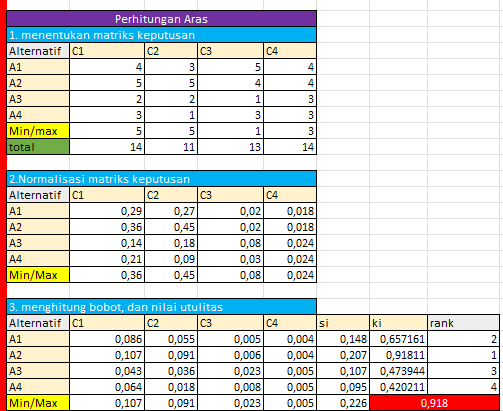 Perhitungan Aras
1. menentukan matriks keputusan
Alternatif C1 C2 C3 C4
A1 4 3 5 4
A2 5 5 4 4
A3 2 2 1 3
A4 3 1 3 3
Min/max 5 5 1 3
total 14 11 13 14
2.Normalisasi matriks keputusan
Alternatif C1 C2 C3 C4
A1 0,29 0,27 0,02 0,018
A2 0,36 0,45 0,02 0,018
A3 0,14 0,18 0,08 0,024
A4 0,21 0,09 0,03 0,024
Min/Max 0,36 0,45 0,08 0,024
3. menghitung bobot, dan nilai utulitas
Alternatif C1 C2 C3 C4 si ki rank
A1 0,086 0,055 0,005 0,004 0,148 0,657161 2
A2 0,107 0,091 0,006 0,004 0,207 0,91811 1
A3 0,043 0,036 0,023 0,005 0,107 0,473944 3
A4 0,064 0,018 0,008 0,005 0,095 0,420211 4
Min/Max 0,107 0,091 0,023 0,005 0,226 0,918